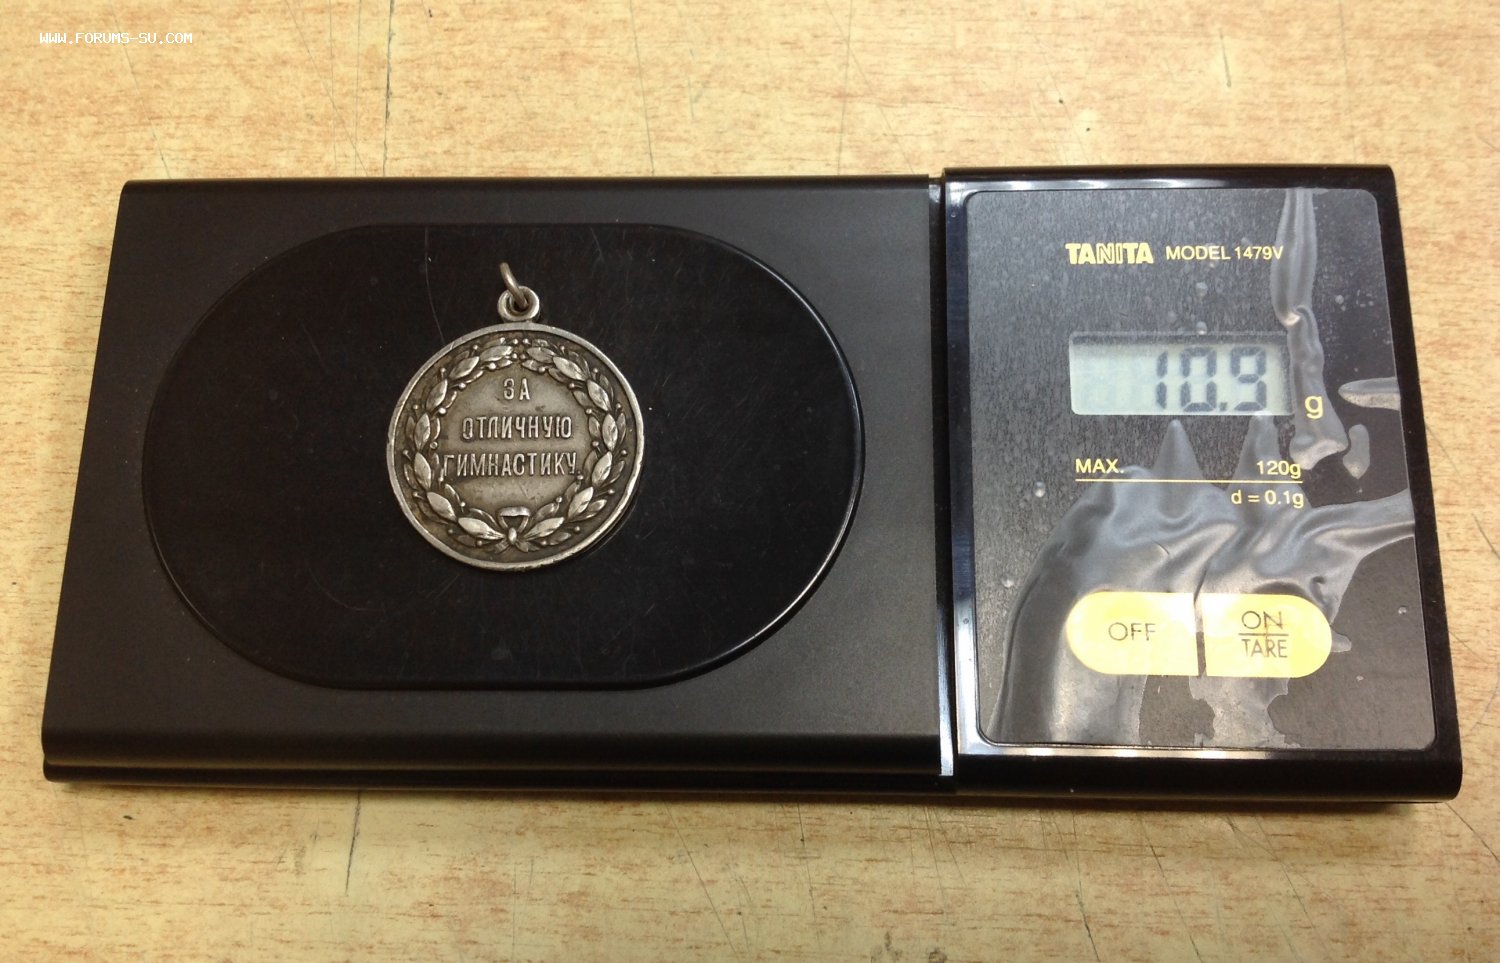 WWW.FORUMS-SU.COM
ЗА
ОТЛИЧНУЮ
ГИМНАСТИКУ.
TANITA MODEL 1479V
10.9 g
MAX. 120g
d = 0.1g
OFF
ON
TARE